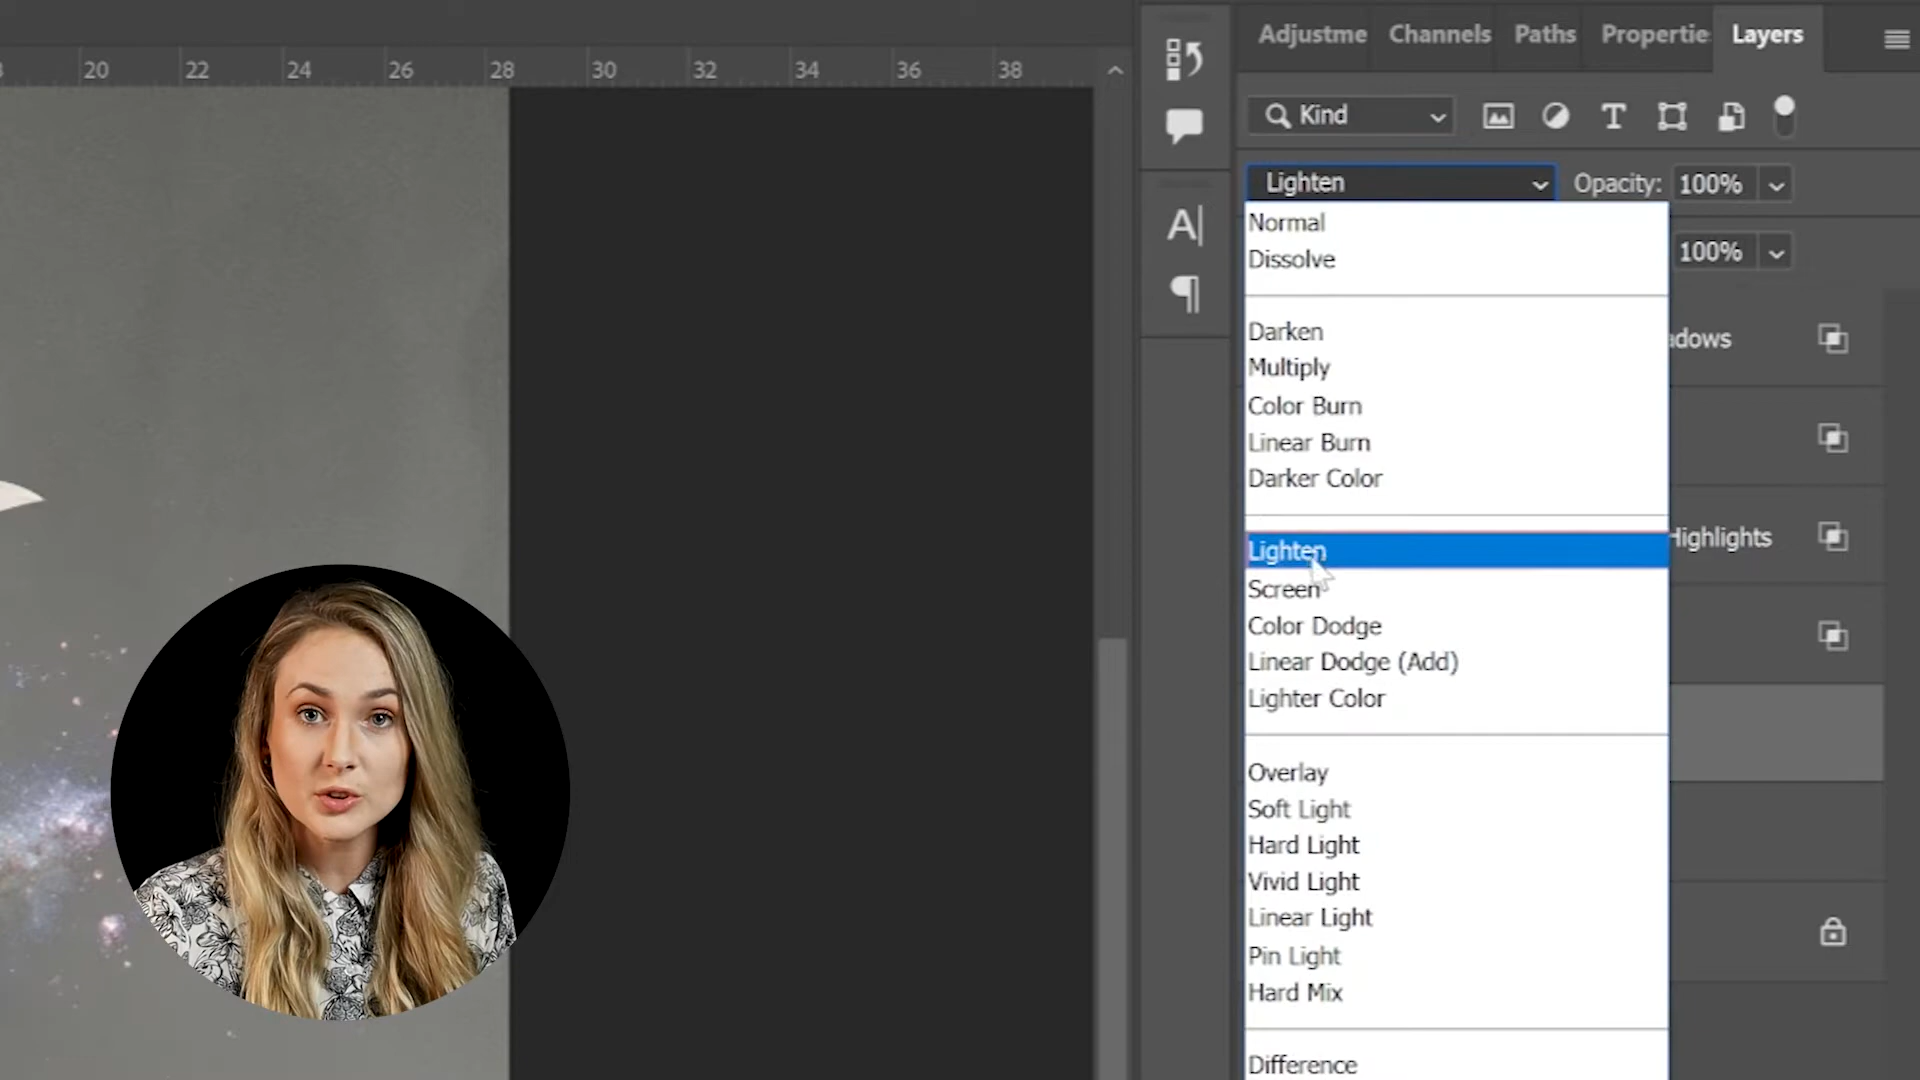 Adjustme Channels Paths Propertie Layers
20 22 24 26 28 30 32 34 36 38
Kind
Lighten Opacity: 100%
Normal
100%
Dissolve
Darken
adows
Multiply
Color Burn
Linear Burn
Darker Color
Highlights
Lighten
Screen
Color Dodge
Linear Dodge (Add)
Lighter Color
Overlay
Soft Light
Hard Light
Vivid Light
Linear Light
Pin Light
Hard Mix
Difference